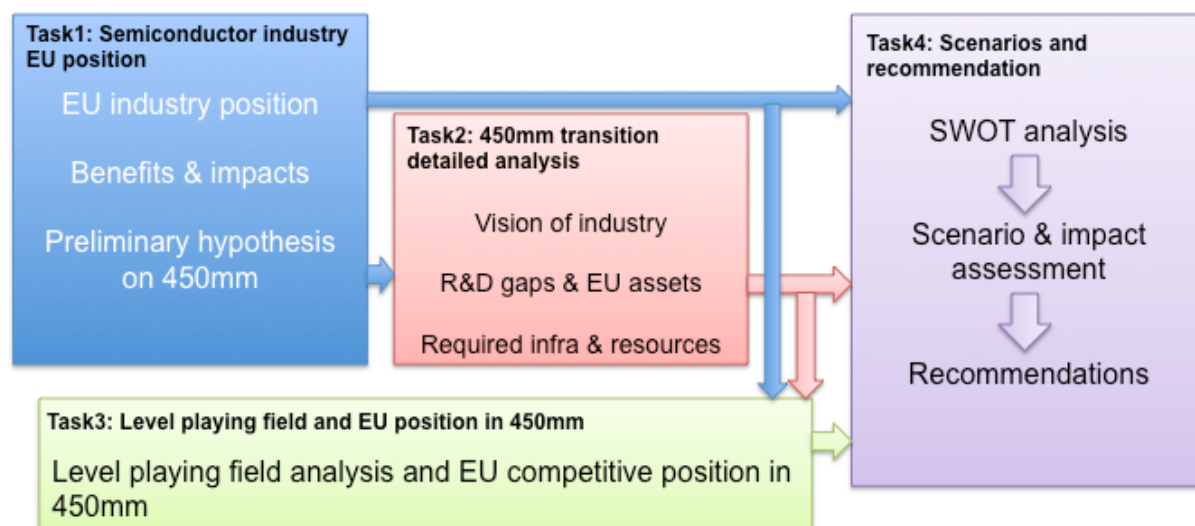 Task1: Semiconductor industry
EU position
EU industry position
Benefits & impacts
Preliminary hypothesis
on 450mm
Task2: 450mm transition
detailed analysis
Vision of industry
R&D gaps & EU assets
Required infra & resources
Task3: Level playing field and EU position in 450mm
Level playing field analysis and EU competitive position in
450mm
Task4: Scenarios and
recommendation
SWOT analysis
Scenario & impact
assessment
Recommendations